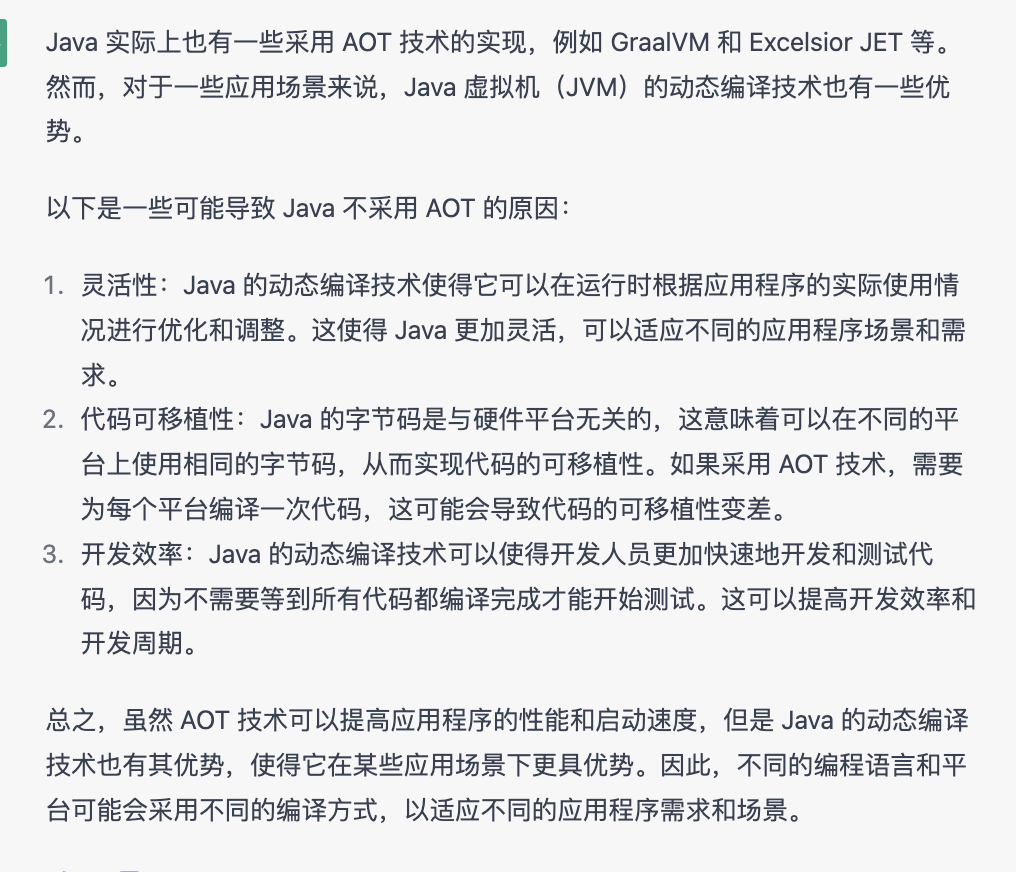 Java 实际上也有一些采用 AOT 技术的实现，例如 GraalVM 和 Excelsior JET 等。
然而，对于一些应用场景来说，Java 虚拟机（JVM）的动态编译技术也有一些优
势。
以下是一些可能导致 Java 不采用 AOT 的原因：
1. 灵活性：Java 的动态编译技术使得它可以在运行时根据应用程序的实际使用情
况进行优化和调整。这使得 Java 更加灵活，可以适应不同的应用程序场景和需
求。
2. 代码可移植性：Java 的字节码是与硬件平台无关的，这意味着可以在不同的平
台上使用相同的字节码，从而实现代码的可移植性。如果采用 AOT 技术，需要
为每个平台编译一次代码，这可能会导致代码的可移植性变差。
3. 开发效率：Java 的动态编译技术可以使得开发人员更加快速地开发和测试代
码，因为不需要等到所有代码都编译完成才能开始测试。这可以提高开发效率和
开发周期。
总之，虽然 AOT 技术可以提高应用程序的性能和启动速度，但是 Java 的动态编译
技术也有其优势，使得它在某些应用场景下更具优势。因此，不同的编程语言和平
台可能会采用不同的编译方式，以适应不同的应用程序需求和场景。